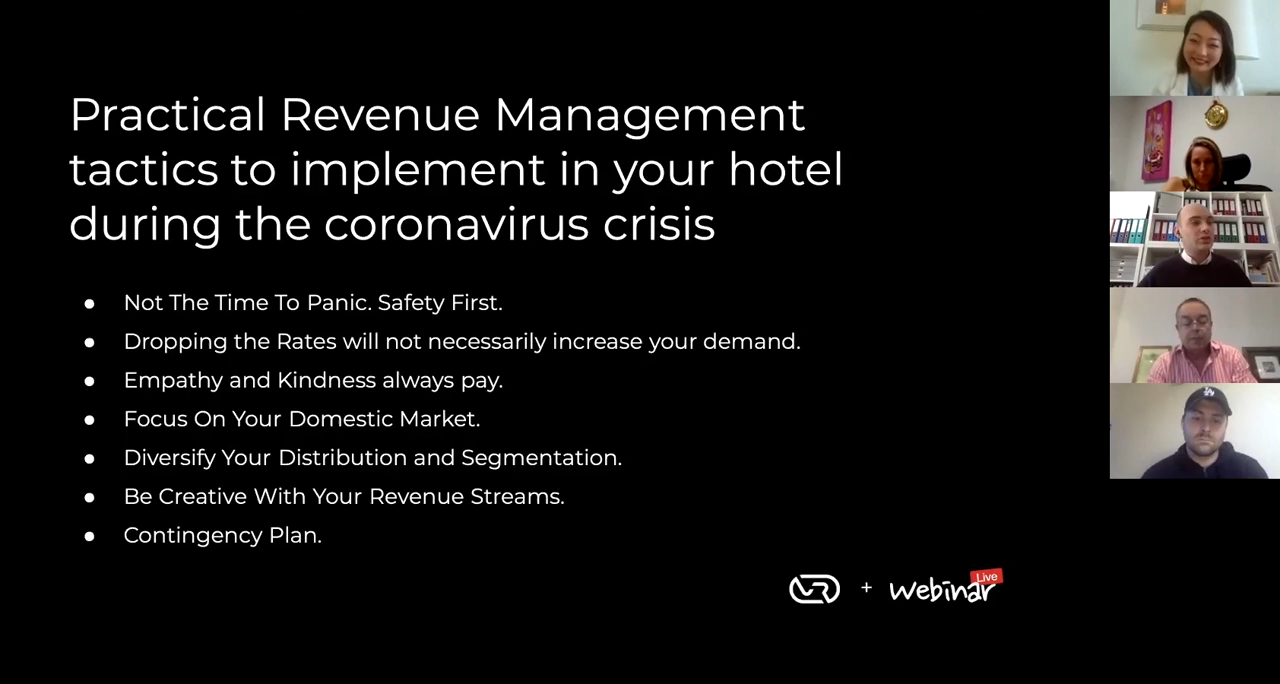 Practical Revenue Management
tactics to implement in your hotel
during the coronavirus crisis
● Not The Time To Panic. Safety First.
● Dropping the Rates will not necessarily increase your demand.
● Empathy and Kindness always pay.
● Focus On Your Domestic Market.
● Diversify Your Distribution and Segmentation.
● Be Creative With Your Revenue Streams.
● Contingency Plan.
+ webinar Live
LA